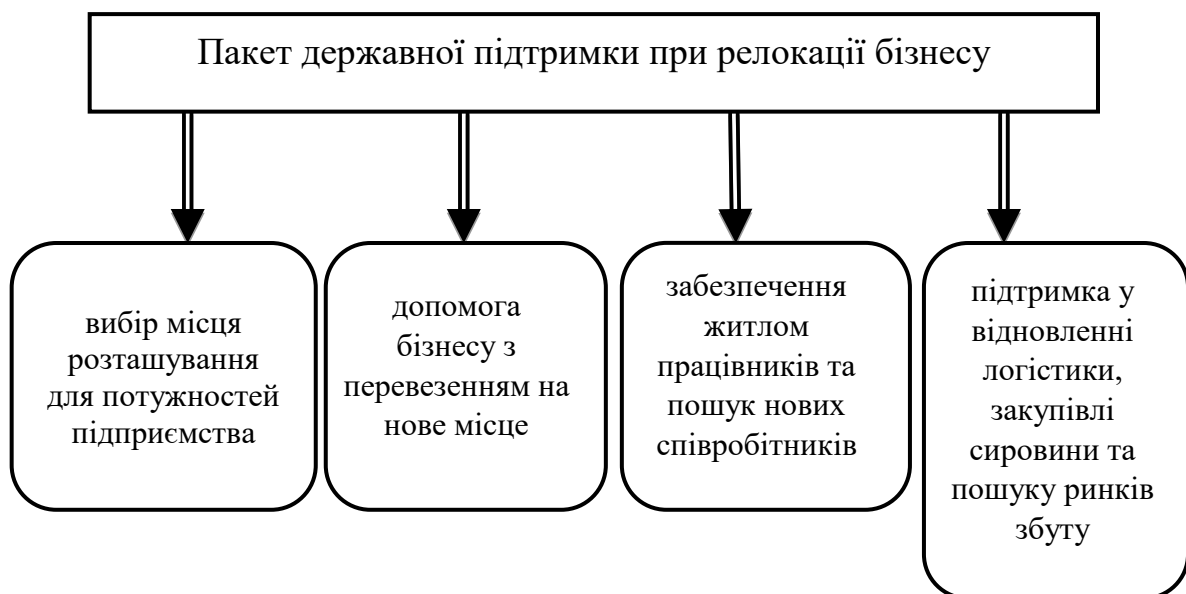 Пакет державної підтримки при релокації бізнесу
вибір місця
розташування
для потужностей
підприємства
допомога
бізнесу з
перевезенням на
нове місце
забезпечення
житлом
працівників та
пошук нових
співробітників
підтримка у
відновленні
логістики,
закупівлі
сировини та
пошуку ринків
збуту